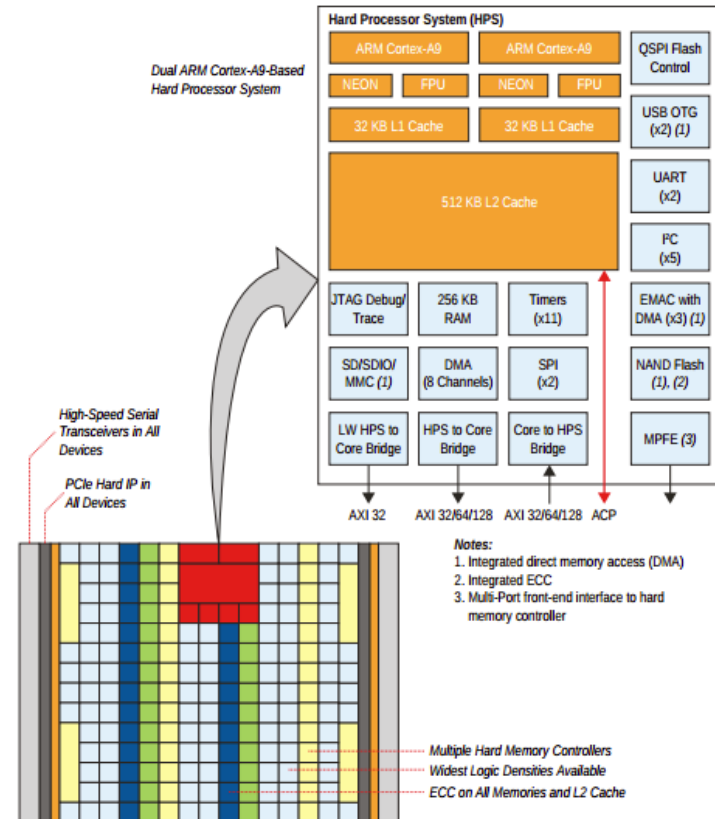 Hard Processor System (HPS)
Dual ARM Cortex-A9-Based
Hard Processor System
ARM Cortex-A9
ARM Cortex-A9
NEON
FPU
NEON
FPU
32 KB L1 Cache
32 KB L1 Cache
512 KB L2 Cache
QSPI Flash
Control
USB OTG
(x2) (1)
UART
(x2)
I²C
(x5)
JTAG Debug/
Trace
256 KB
RAM
Timers
(x11)
EMAC with
DMA (x3) (1)
SD/SDIO/
MMC (1)
DMA
(8 Channels)
SPI
(x2)
NAND Flash
(1), (2)
LW HPS to
Core Bridge
HPS to Core
Bridge
Core to HPS
Bridge
MPFE (3)
AXI 32
AXI 32/64/128
AXI 32/64/128
ACP
High-Speed Serial
Transceivers in All
Devices
PCIe Hard IP in
All Devices
Notes:
1. Integrated direct memory access (DMA)
2. Integrated ECC
3. Multi-Port front-end interface to hard
memory controller
Multiple Hard Memory Controllers
Widest Logic Densities Available
ECC on All Memories and L2 Cache